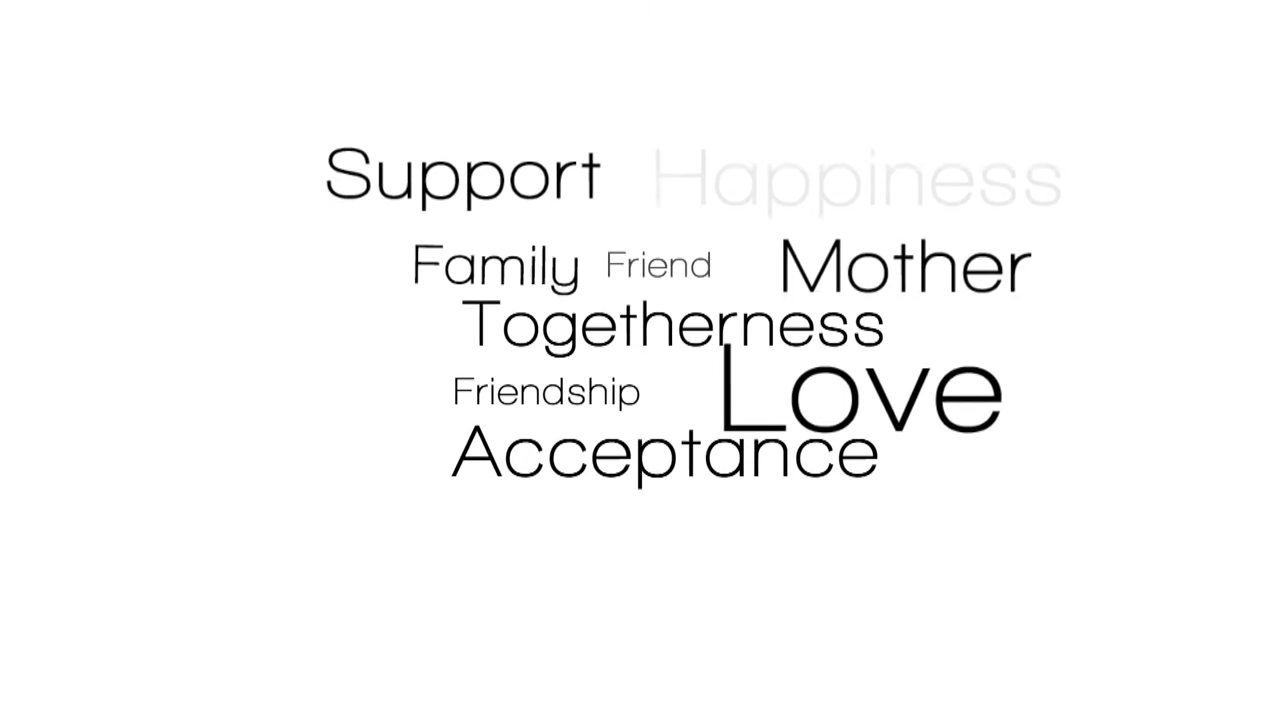 Support Happiness
Family Friend Mother
Togetherness
Friendship Love
Acceptance